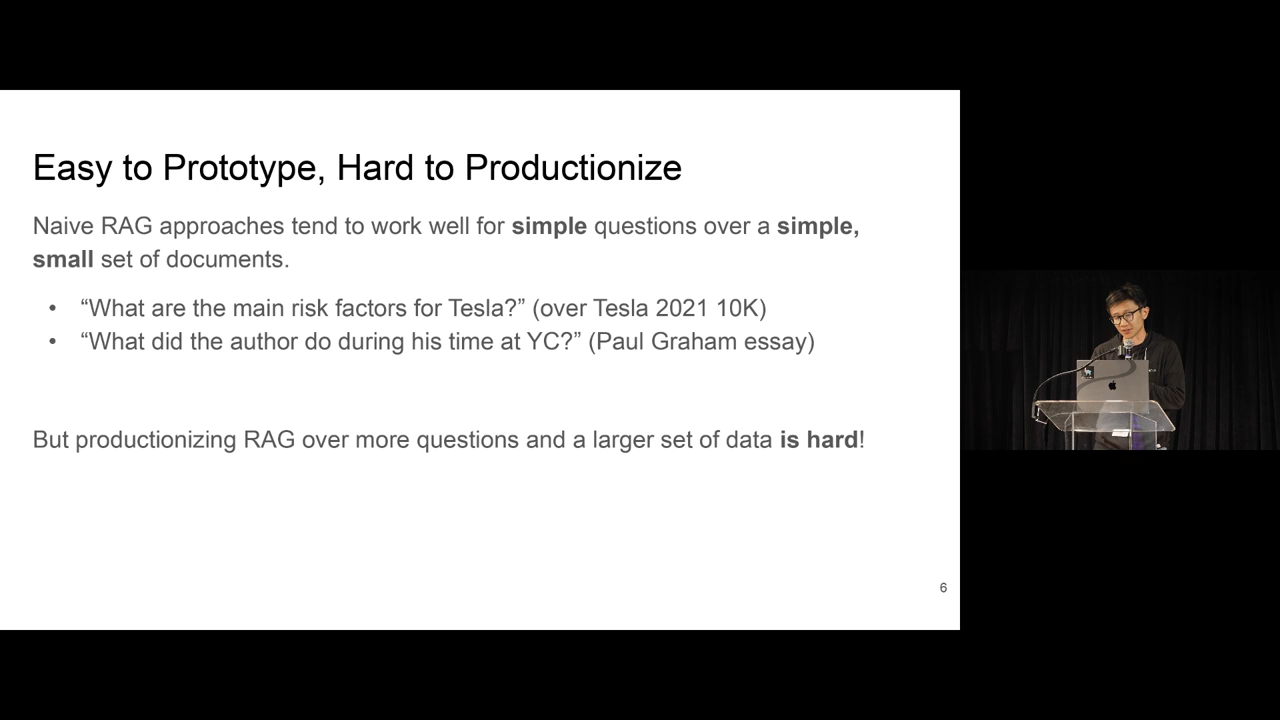 Easy to Prototype, Hard to Productionize
Naive RAG approaches tend to work well for simple questions over a simple,
small set of documents.
• “What are the main risk factors for Tesla?” (over Tesla 2021 10K)
• “What did the author do during his time at YC?” (Paul Graham essay)
But productionizing RAG over more questions and a larger set of data is hard!
6